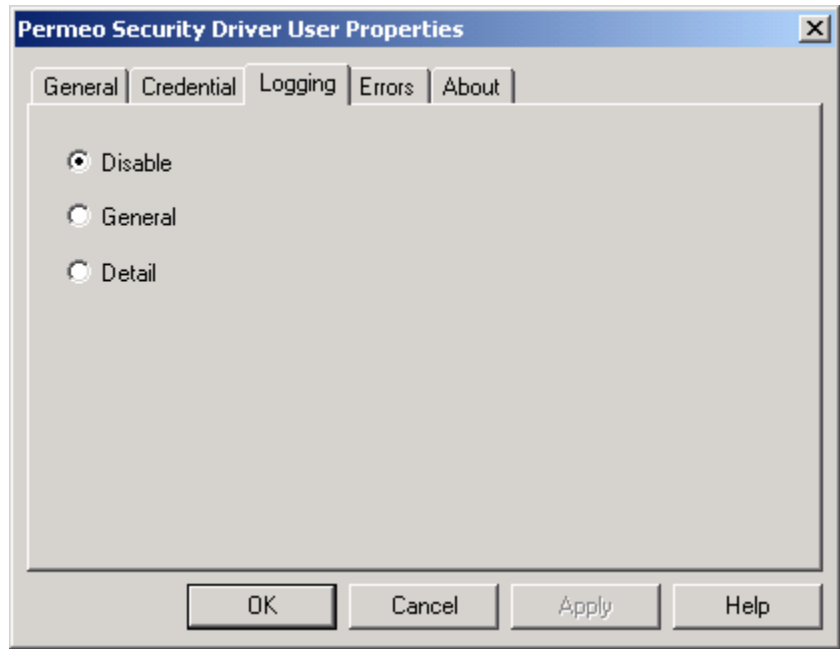 Permeo Security Driver User Properties
General Credential Logging Errors About
Disable
General
Detail
OK Cancel Apply Help